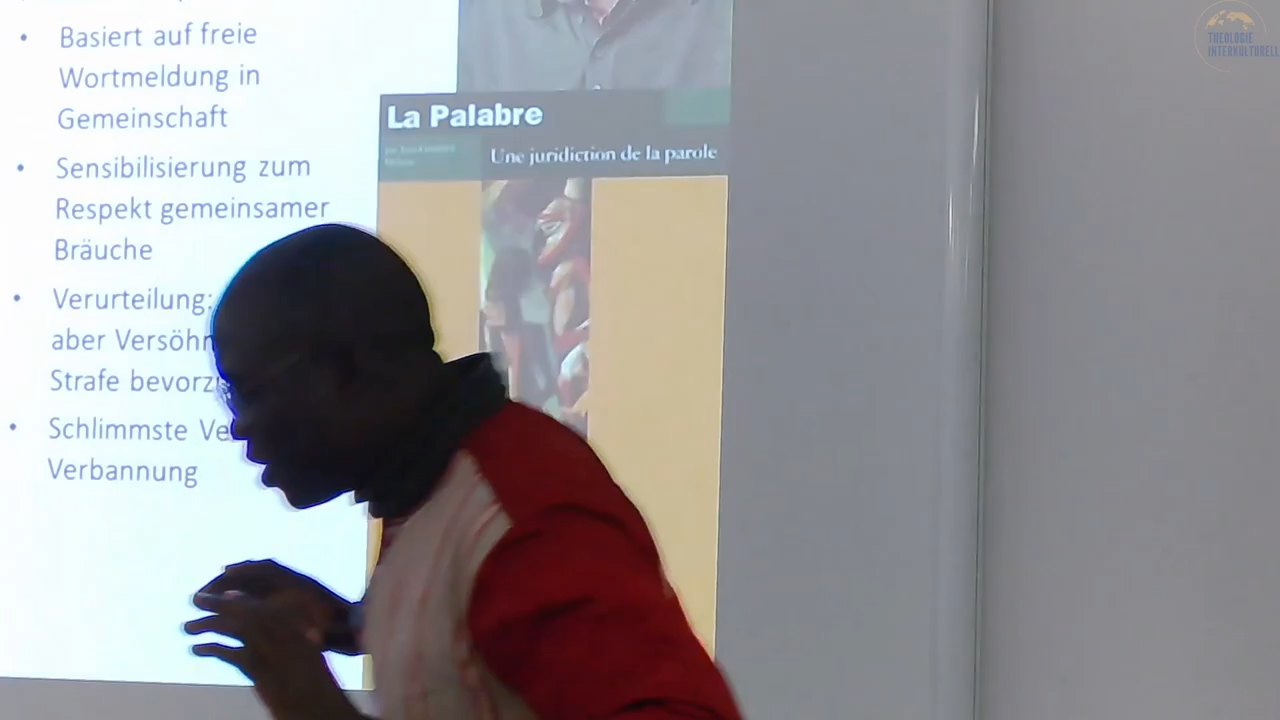 Basiert auf freie
Wortmeldung in
Gemeinschaft
Sensibilisierung zum
Respekt gemeinsamer
Bräuche
Verurteilung:
aber Versöhn
Strafe bevorz
Schlimmste Ve
Verbannung
La Palabre
Une juridiction de la parole
THEOLOGIE
INTERKULTURELL